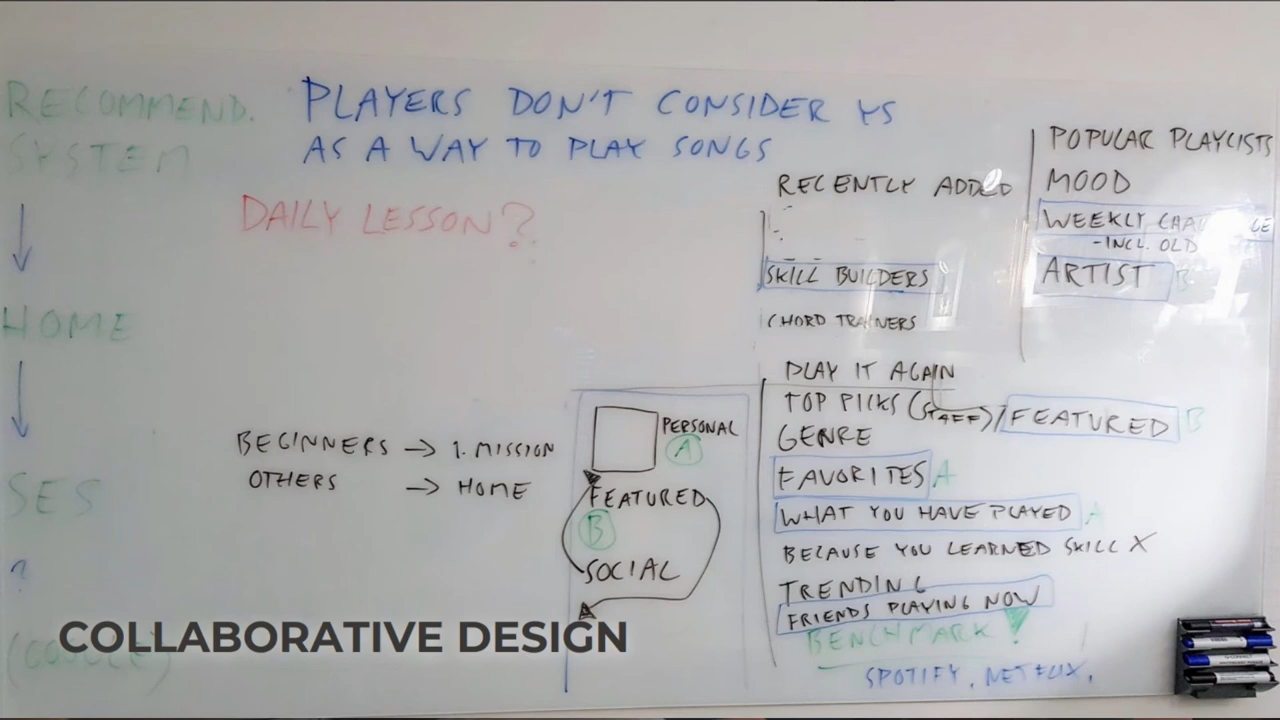 RECOMMEND.
SYSTEM
HOME
SES
?
(GOOGLE)
PLAYERS DON'T CONSIDER YS
AS A WAY TO PLAY SONGS
DAILY LESSON?
BEGINNERS → 1. MISSION
OTHERS → HOME
PERSONAL
A
FEATURED
B
SOCIAL
RECENTLY ADDED
SKILL BUILDERS
CHORD TRAINERS
PLAY IT AGAIN
TOP PICKS (STAFF)/FEATURED B
GENRE
FAVORITES A
WHAT YOU HAVE PLAYED A
BECAUSE YOU LEARNED SKILL X
TRENDING
FRIENDS PLAYING NOW
BENCHMARK!
SPOTIFY, NETFLIX,
POPULAR PLAYLISTS
MOOD
WEEKLY CHALLENGE
-INCL. OLD
ARTIST B
COLLABORATIVE DESIGN